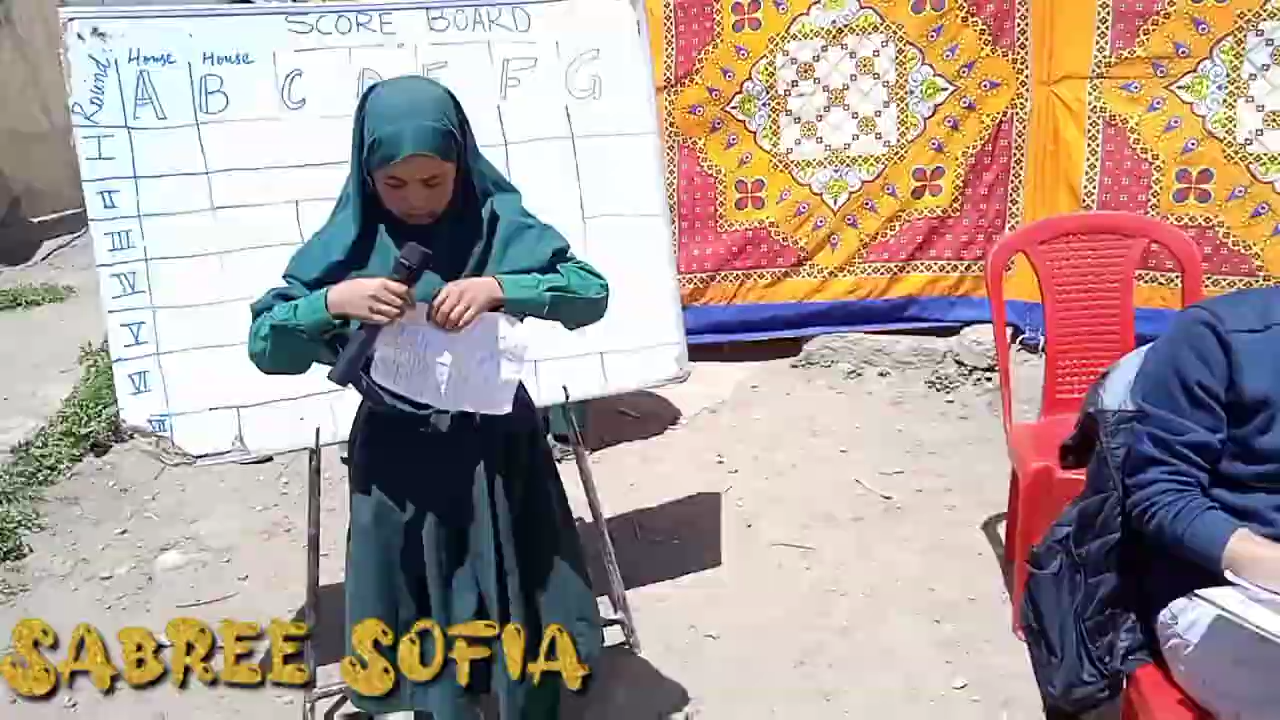 SCORE BOARD
Round House A House B C D E F G
I
II
III
IV
V
VI
VII
SABREE SOFIA